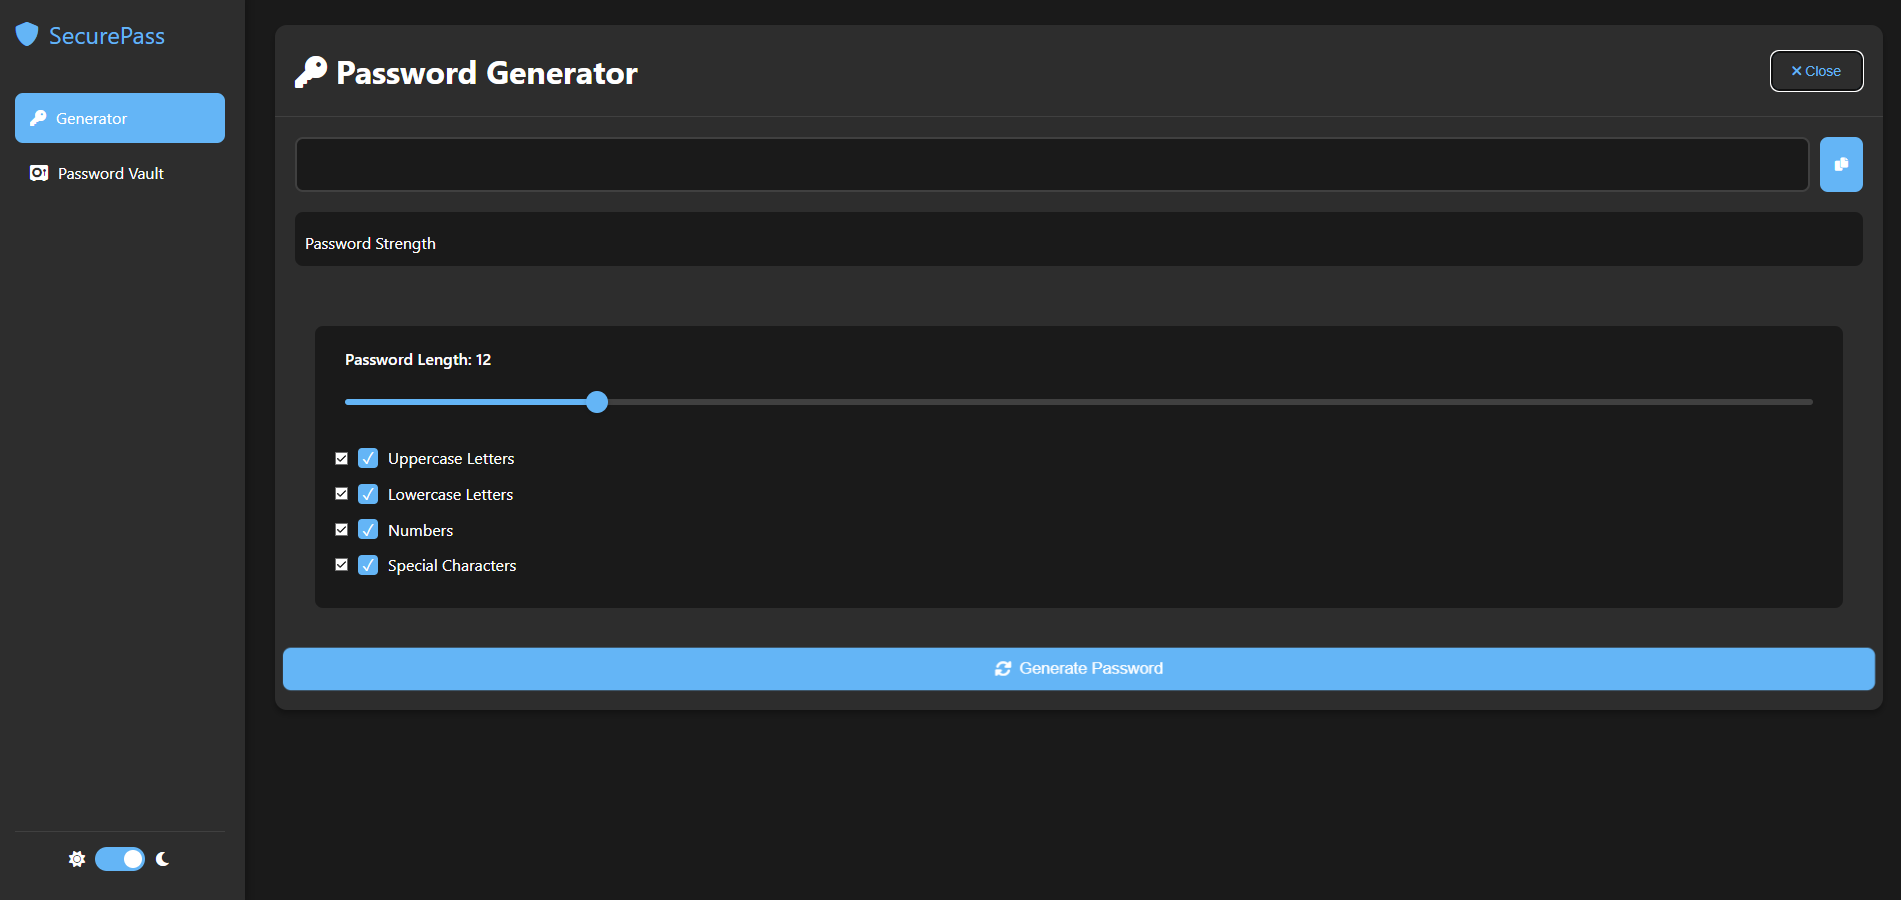 SecurePass
Generator
Password Vault
Password Generator
Close
Password Strength
Password Length: 12
Uppercase Letters
Lowercase Letters
Numbers
Special Characters
Generate Password